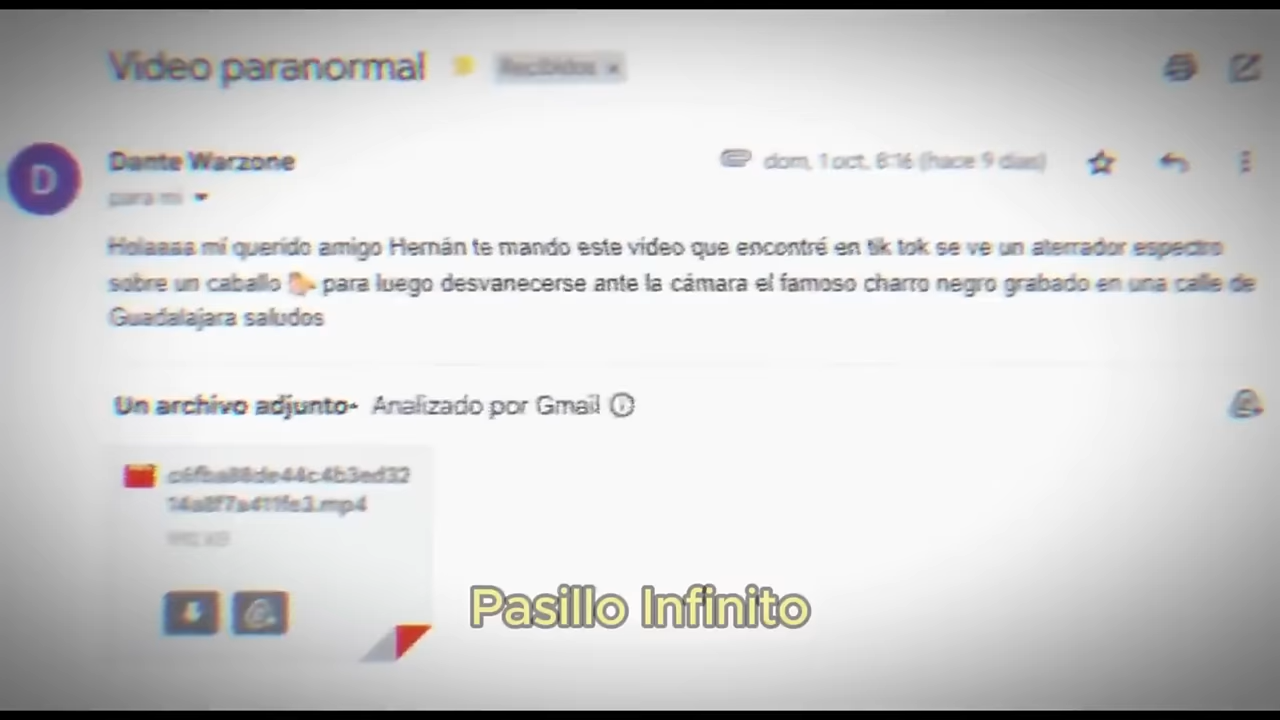 Video paranormal
Recibidos x
D
Dante Warzone
dom, 1 oct, 8:16 (hace 9 días)
para mí
Holaaaa mí querido amigo Hernán te mando este vídeo que encontré en tik tok se ve un aterrador espectro
sobre un caballo 🐎 para luego desvanecerse ante la cámara el famoso charro negro grabado en una calle de
Guadalajara saludos
Un archivo adjunto• Analizado por Gmail
.mp4
Pasillo Infinito